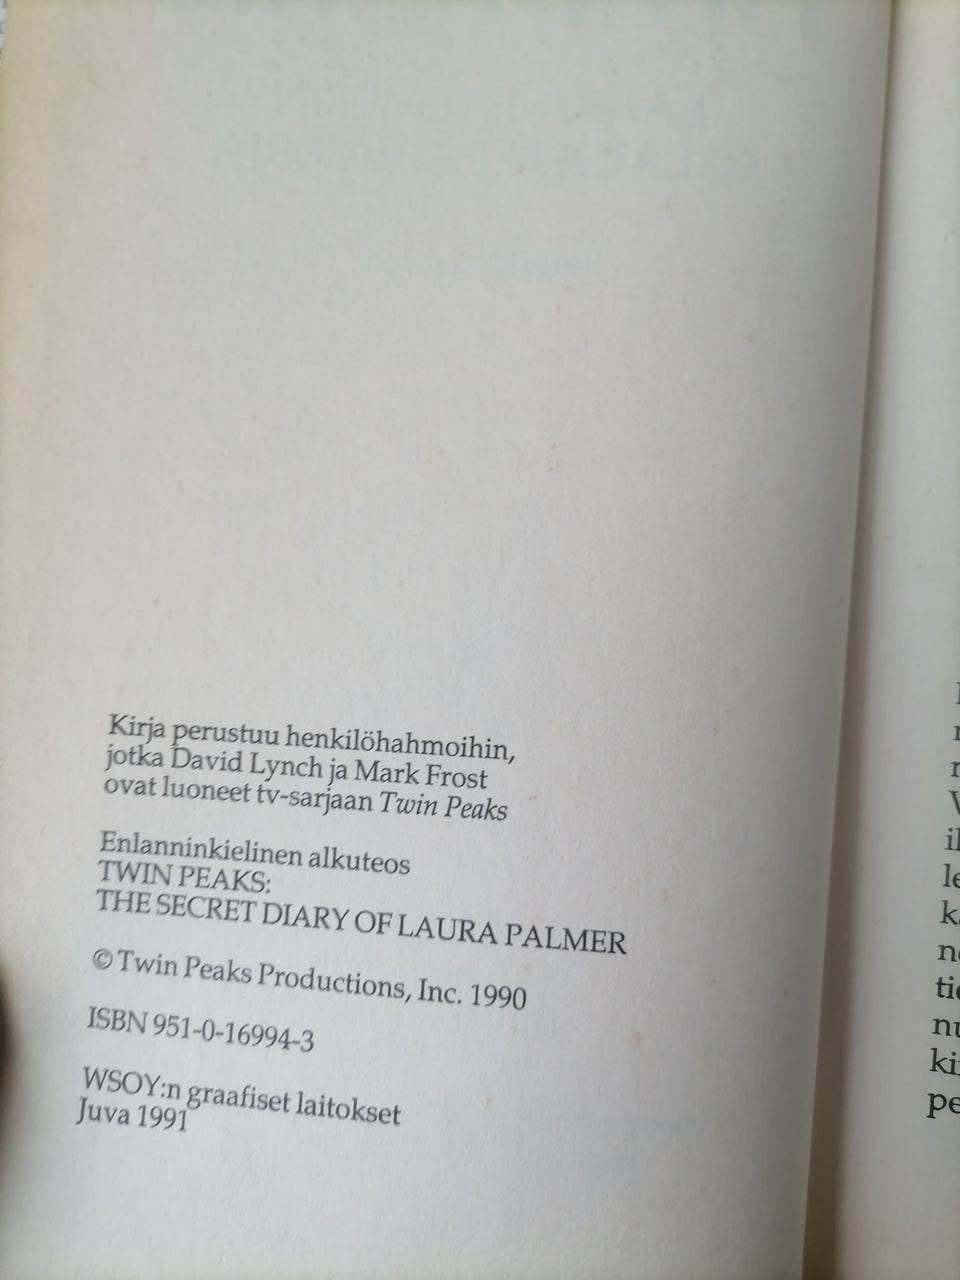 Kirja perustuu henkilöhahmoihin,
jotka David Lynch ja Mark Frost
ovat luoneet tv-sarjaan Twin Peaks
Enlanninkielinen alkuteos
TWIN PEAKS:
THE SECRET DIARY OF LAURA PALMER
© Twin Peaks Productions, Inc. 1990
ISBN 951-0-16994-3
WSOY:n graafiset laitokset
Juva 1991